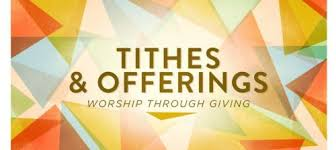 TITHES
& OFFERINGS
WORSHIP THROUGH GIVING